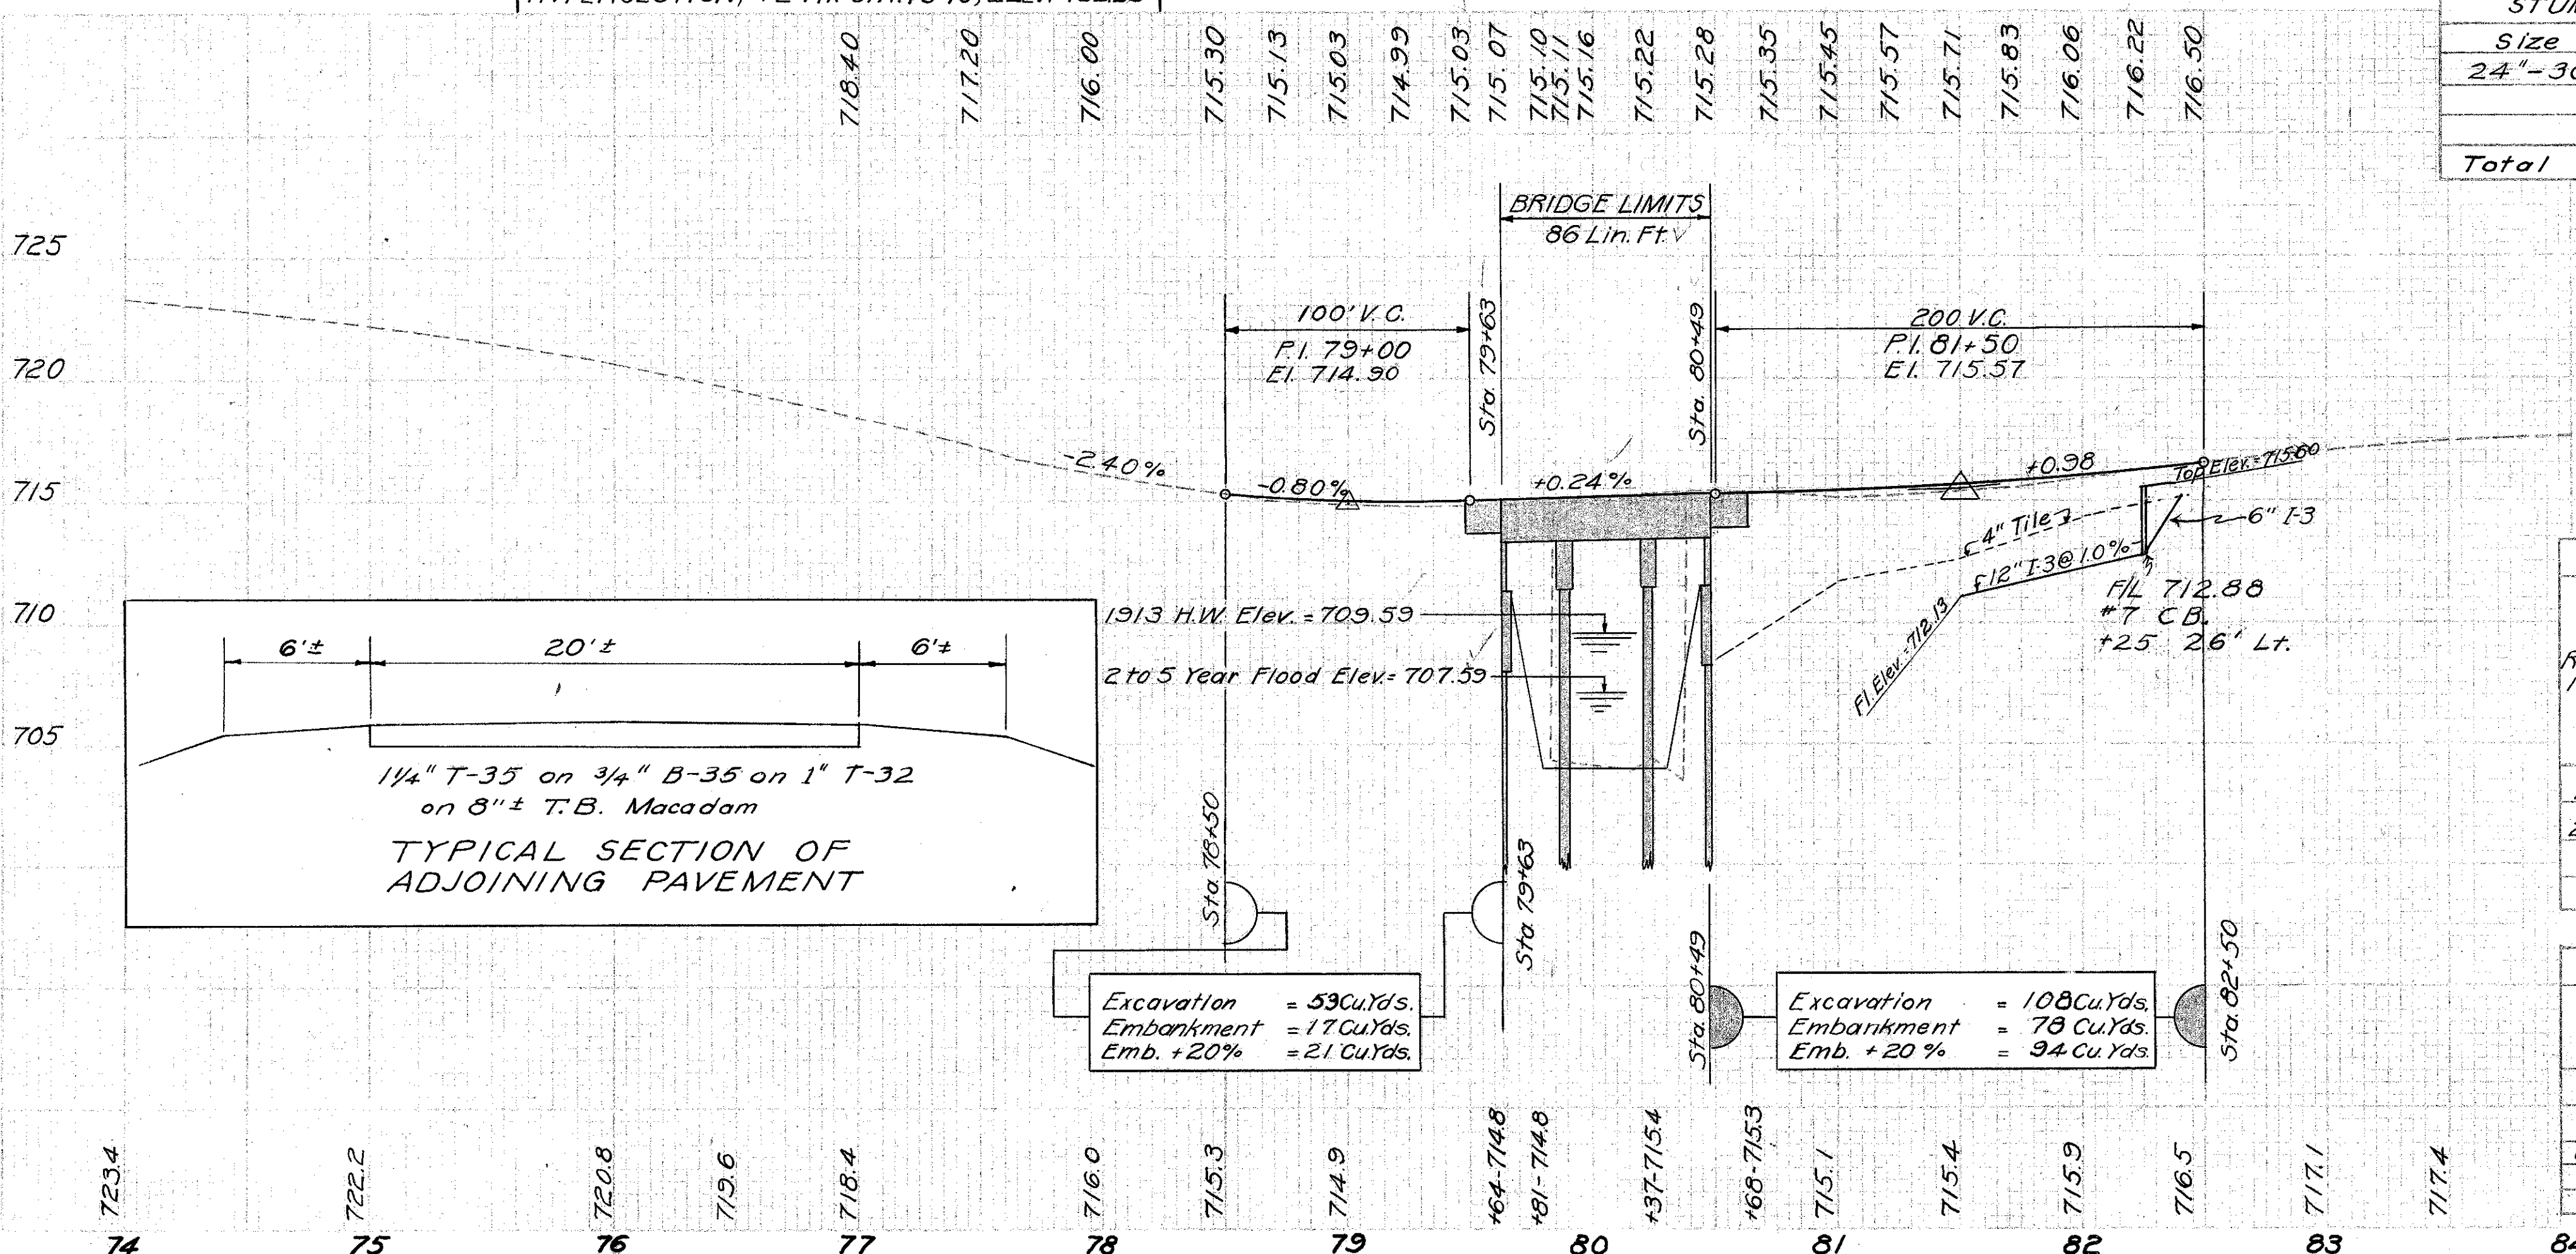 718.40
717.20
716.00
715.30
715.13
715.03
714.99
715.03
715.07
715.10
715.11
715.16
715.22
715.28
715.35
715.45
715.57
715.71
715.83
716.06
716.22
716.50
Size
Total
BRIDGE LIMITS
86 Lin. Ft.
725
720
715
710
705
100' V.C.
P.I. 79+00
El. 714.90
Sta. 79+63
Sta. 80+49
200 V.C.
P.I. 81+50
El. 715.57
-2.40%
-0.80%
+0.24%
+0.98
Top Elev.=715.60
4" Tile
6" I-3
12" I-3 @ 1.0%
F/L 712.88
#7 C.B.
+25 26' Lt.
Fl. Elev.=712.13
1913 H.W. Elev. = 709.59
2 to 5 Year Flood Elev.= 707.59
6'±
20'±
6'±
1¼" T-35 on ¾" B-35 on 1" T-32
on 8"± T.B. Macadam
TYPICAL SECTION OF
ADJOINING PAVEMENT
Sta. 78+50
Sta. 79+63
Sta. 80+49
Sta. 82+50
Excavation = 59 Cu.Yds.
Embankment = 17 Cu.Yds.
Emb. +20% = 21 Cu.Yds.
Excavation = 108 Cu.Yds.
Embankment = 78 Cu.Yds.
Emb. +20% = 94 Cu.Yds.
723.4
722.2
720.8
719.6
718.4
716.0
715.3
714.9
+64-714.8
+81-714.8
+37-715.4
+68-715.3
715.1
715.4
715.9
716.5
717.1
717.4
74
75
76
77
78
79
80
81
82
83